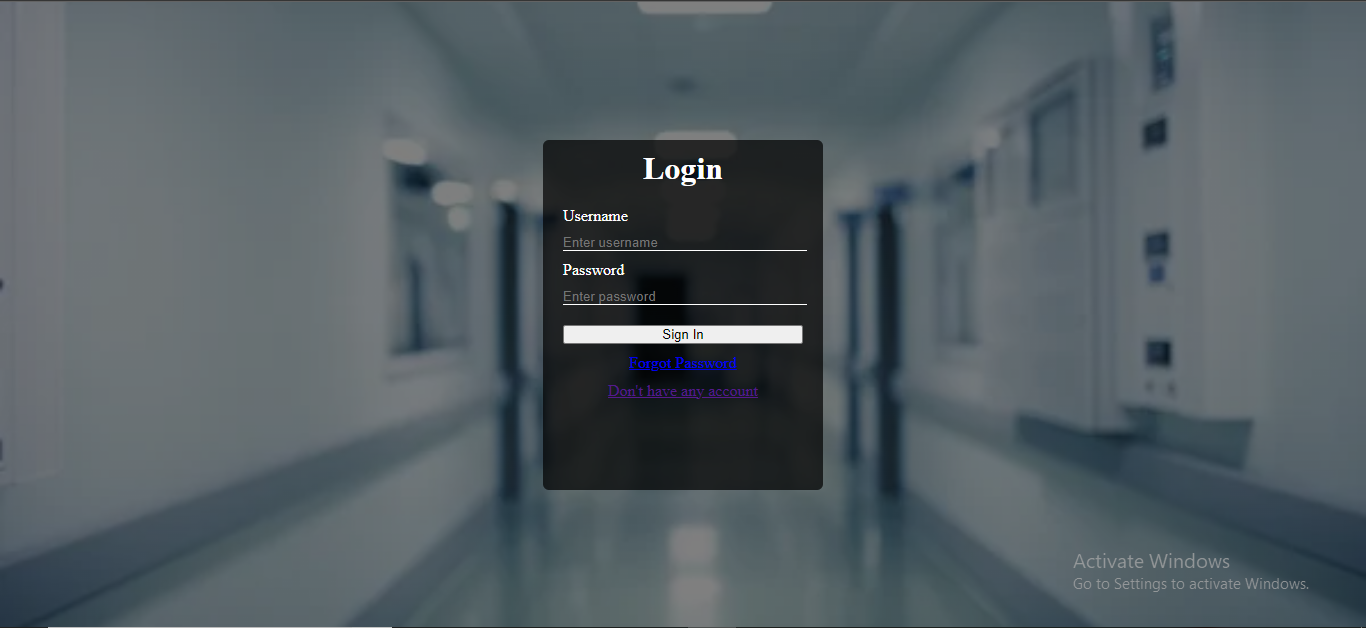 Login
Username
Enter username
Password
Enter password
Sign In
Forgot Password
Don't have any account
Activate Windows
Go to Settings to activate Windows.